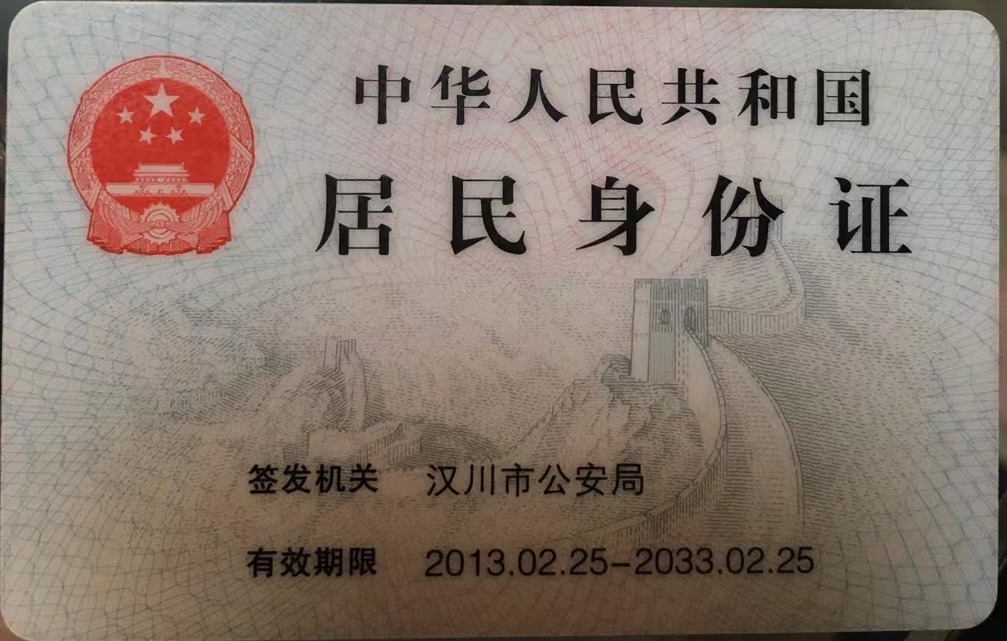 中华人民共和国
居民身份证
签发机关 汉川市公安局
有效期限 2013.02.25-2033.02.25